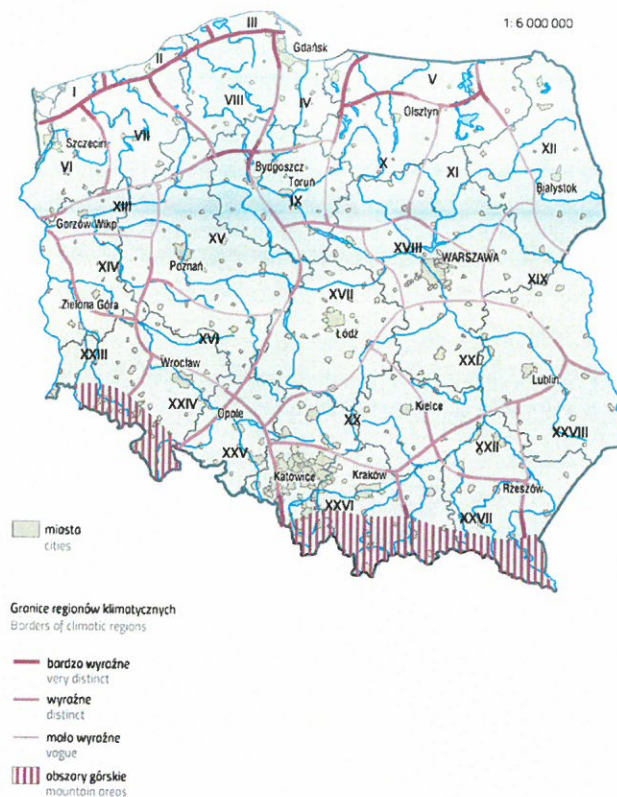 1: 6 000 000
III
Gdańsk
II
V
I
VIII
IV
Olsztyn
Szczecin
VII
XII
VI
X
XI
Bydgoszcz
Toruń
Białystok
IX
XIII
Gorzów Wlkp
XV
XVIII
WARSZAWA
XIV
Poznań
XIX
XVII
Zielona Góra
Łódź
XVI
XXIII
XXI
Wrocław
Lublin
XXIV
Kielce
Opole
XX
XXVIII
XXII
XXV
Katowice
Kraków
Rzeszów
XXVI
XXVII
miasta
cities
Granice regionów klimatycznych
Borders of climatic regions
bardzo wyraźne
very distinct
wyraźne
distinct
mało wyraźne
vague
obszary górskie
mountain areas